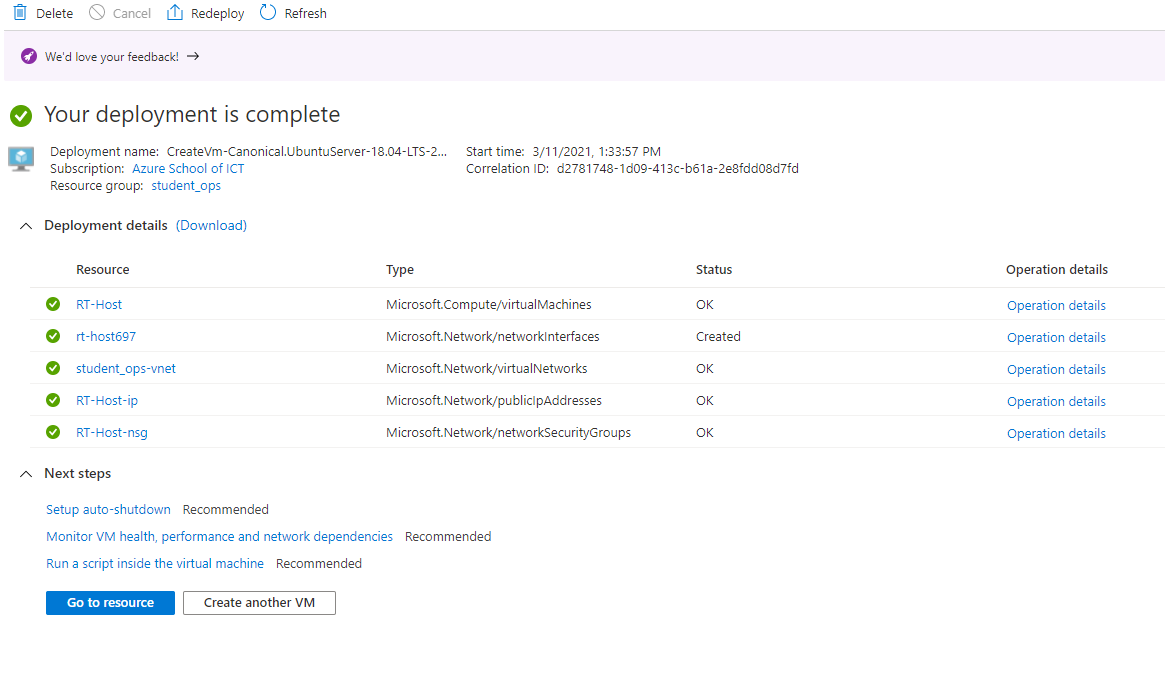 Delete Cancel Redeploy Refresh
We'd love your feedback! →
Your deployment is complete
Deployment name: CreateVm-Canonical.UbuntuServer-18.04-LTS-2... Start time: 3/11/2021, 1:33:57 PM
Subscription: Azure School of ICT Correlation ID: d2781748-1d09-413c-b61a-2e8fdd08d7fd
Resource group: student_ops
Deployment details (Download)
Resource Type Status Operation details
RT-Host Microsoft.Compute/virtualMachines OK Operation details
rt-host697 Microsoft.Network/networkInterfaces Created Operation details
student_ops-vnet Microsoft.Network/virtualNetworks OK Operation details
RT-Host-ip Microsoft.Network/publicIpAddresses OK Operation details
RT-Host-nsg Microsoft.Network/networkSecurityGroups OK Operation details
Next steps
Setup auto-shutdown Recommended
Monitor VM health, performance and network dependencies Recommended
Run a script inside the virtual machine Recommended
Go to resource Create another VM